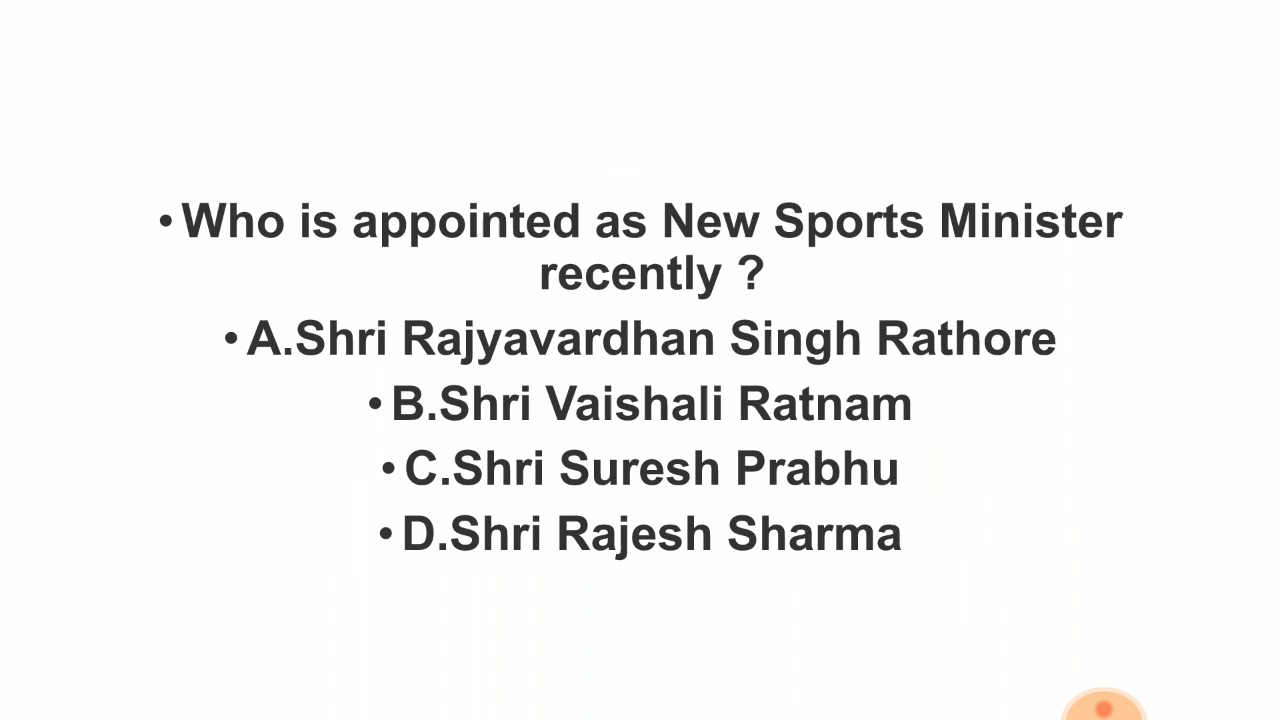 • Who is appointed as New Sports Minister
recently ?
• A.Shri Rajyavardhan Singh Rathore
• B.Shri Vaishali Ratnam
• C.Shri Suresh Prabhu
• D.Shri Rajesh Sharma